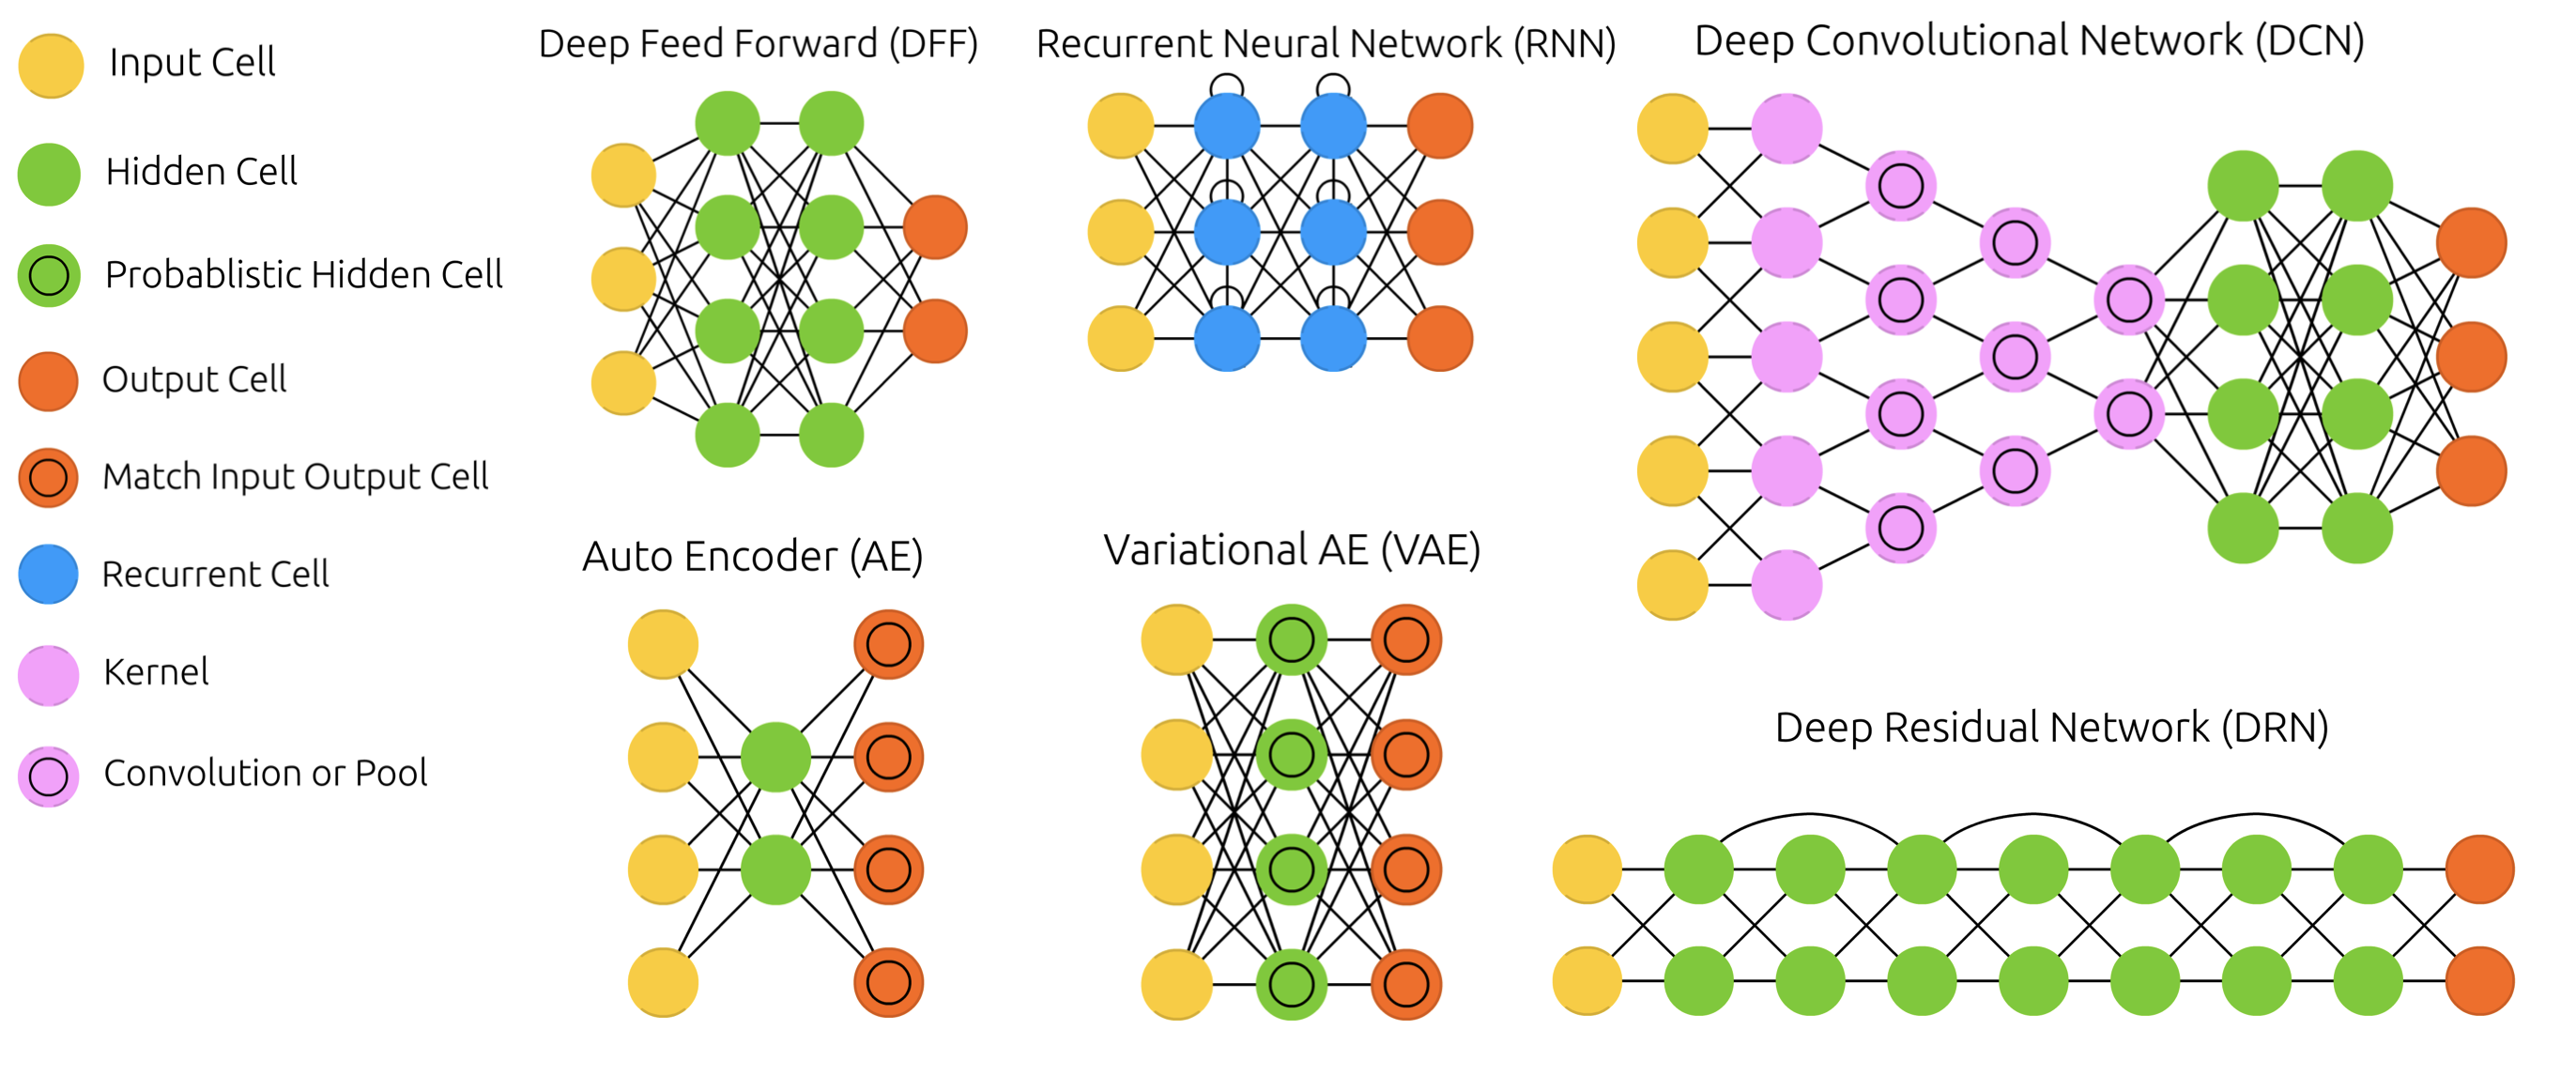 Input Cell
Hidden Cell
Probablistic Hidden Cell
Output Cell
Match Input Output Cell
Recurrent Cell
Kernel
Convolution or Pool
Deep Feed Forward (DFF)
Recurrent Neural Network (RNN)
Deep Convolutional Network (DCN)
Auto Encoder (AE)
Variational AE (VAE)
Deep Residual Network (DRN)